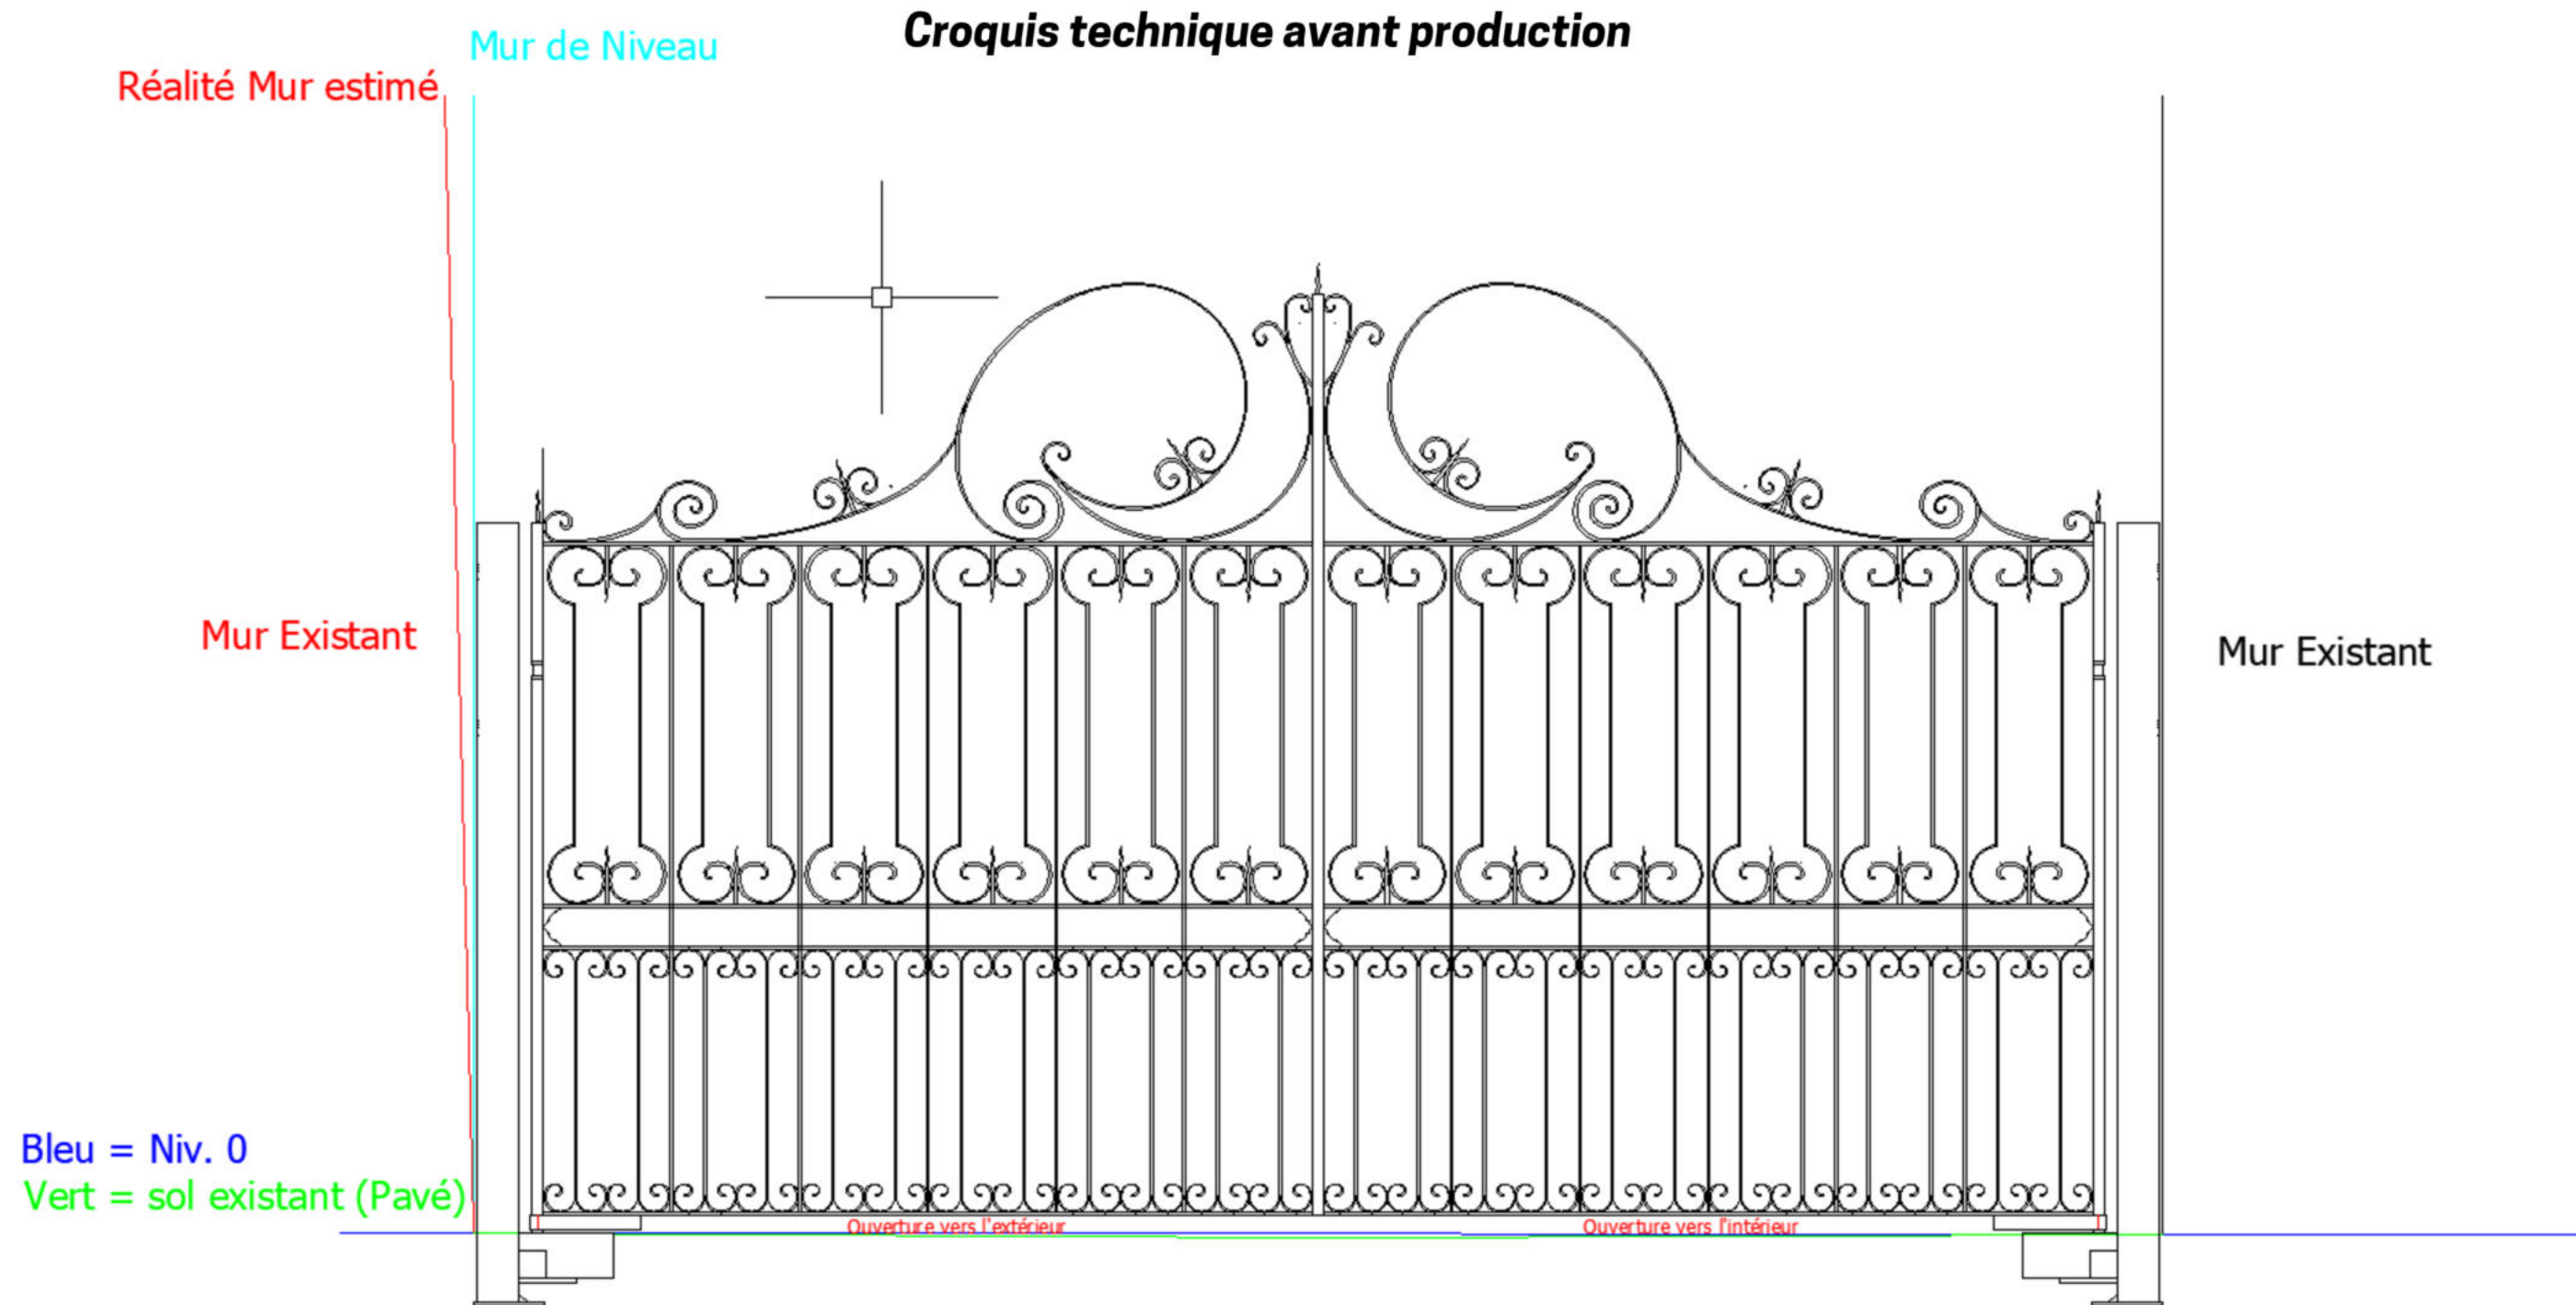 Croquis technique avant production
Mur de Niveau
Réalité Mur estimé
Mur Existant
Mur Existant
Bleu = Niv. 0
Vert = sol existant (Pavé)
Ouverture vers l'extérieur
Ouverture vers l'intérieur